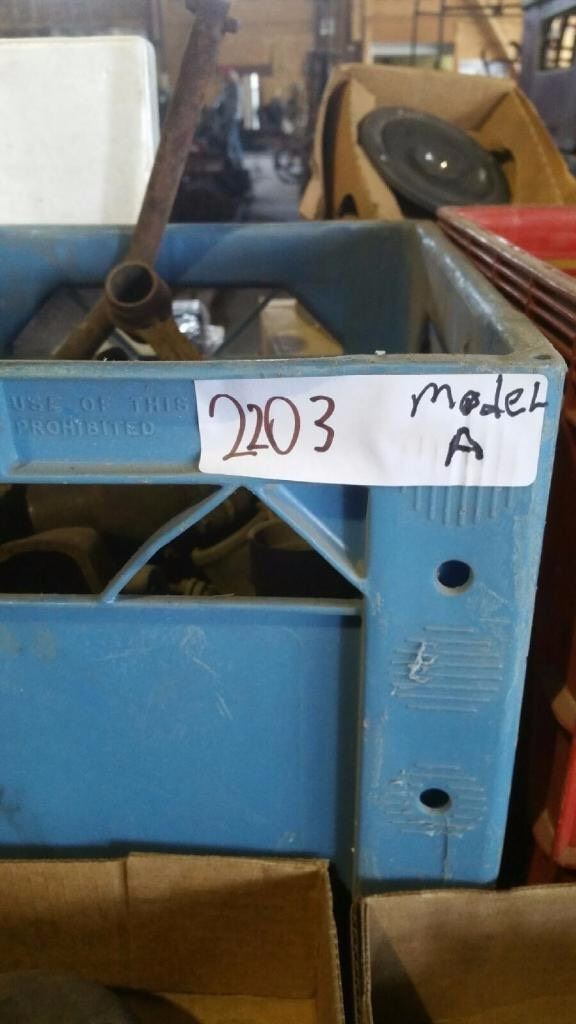 USE OF THIS
PROHIBITED
2203
Model
A